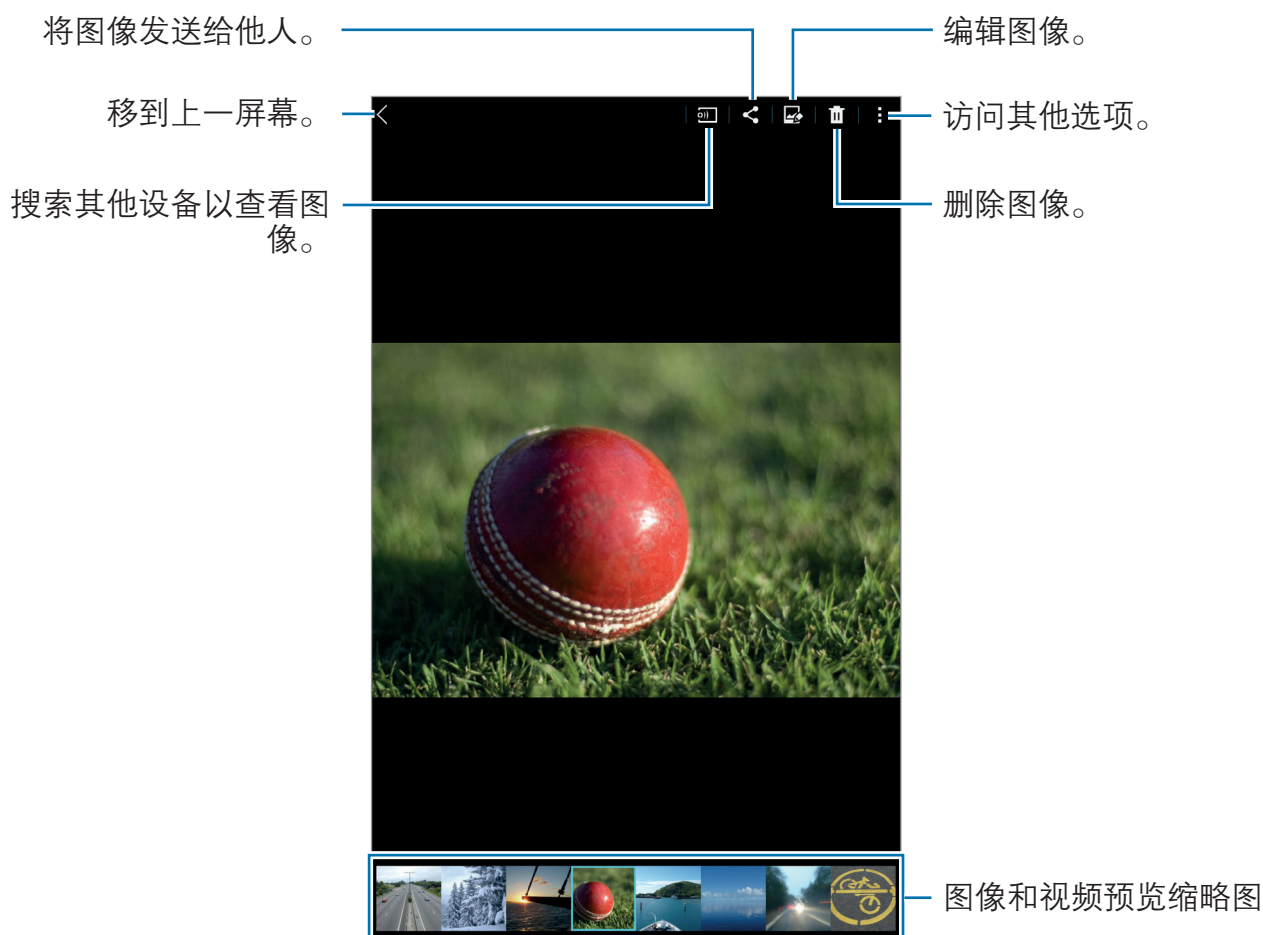 将图像发送给他人。
编辑图像。
移到上一屏幕。
访问其他选项。
搜索其他设备以查看图
像。
删除图像。
图像和视频预览缩略图